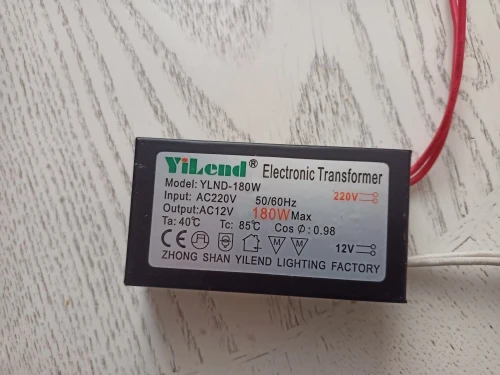 YiLend® Electronic Transformer
Model: YLND-180W
Input: AC220V 50/60Hz 220V
Output:AC12V 180W Max
Ta: 40℃ Tc: 85℃ Cos Ø: 0.98
CE M M 12V
ZHONG SHAN YILEND LIGHTING FACTORY